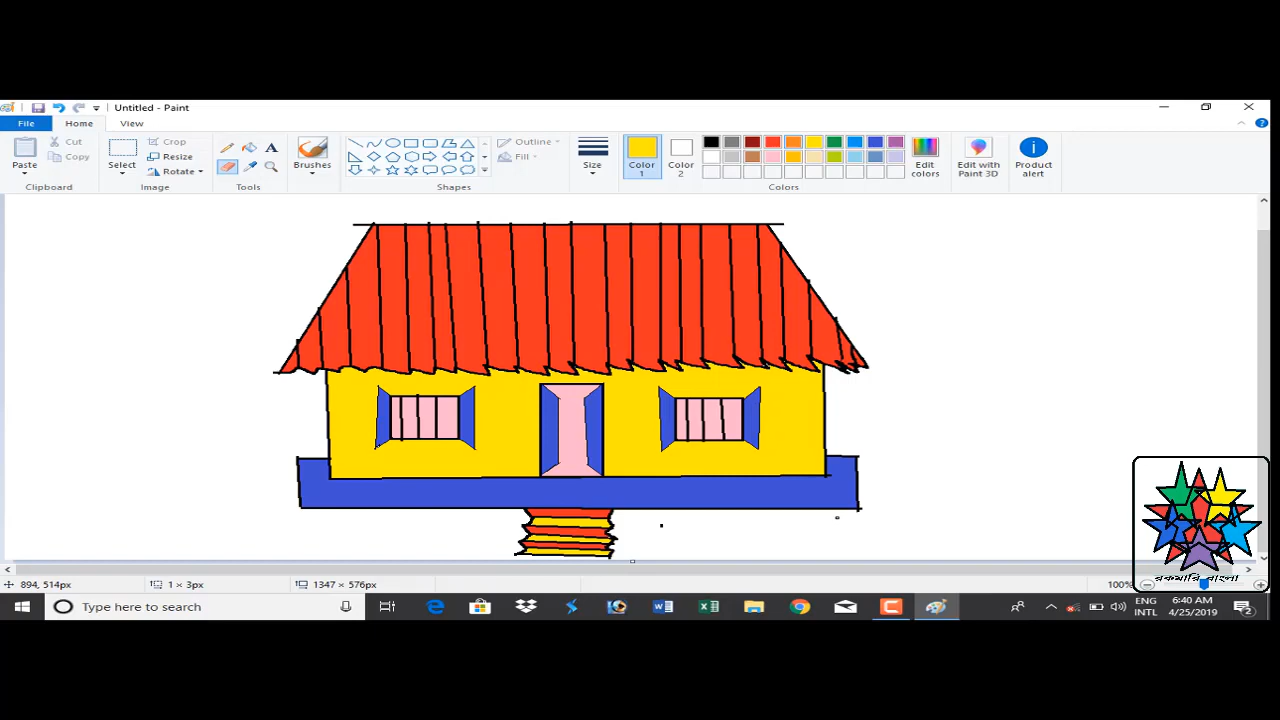 Untitled - Paint
File Home View
Paste
Cut
Copy
Clipboard
Select
Crop
Resize
Rotate
Image
Tools
Brushes
Shapes
Outline
Fill
Size
Color 1
Color 2
Colors
Edit colors
Edit with Paint 3D
Product alert
রকমারি বাংলা
894, 514px
1 × 3px
1347 × 576px
100%
Type here to search
ENG
INTL
6:40 AM
4/25/2019
2